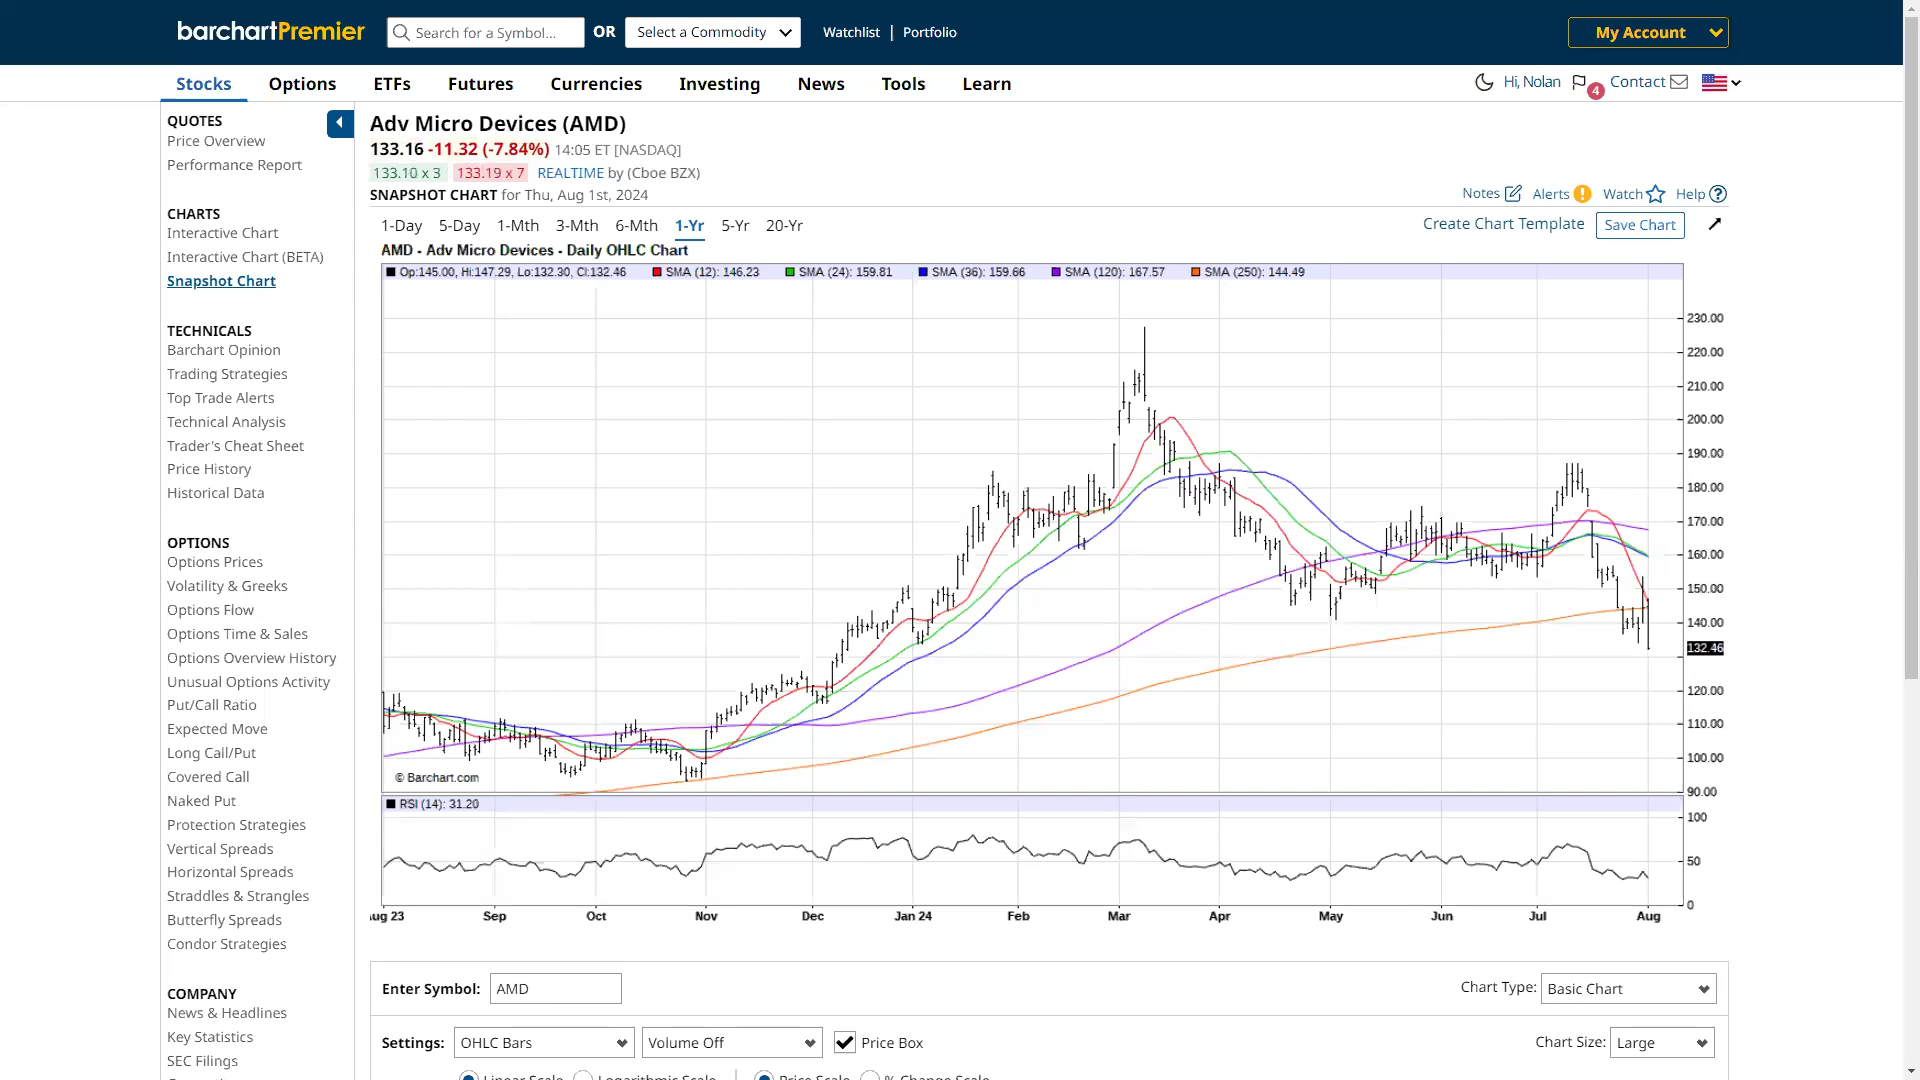 barchartPremier
Search for a Symbol...
OR
Select a Commodity
Watchlist | Portfolio
My Account
Stocks Options ETFs Futures Currencies Investing News Tools Learn
Hi, Nolan 4 Contact
QUOTES
Price Overview
Performance Report
CHARTS
Interactive Chart
Interactive Chart (BETA)
Snapshot Chart
TECHNICALS
Barchart Opinion
Trading Strategies
Top Trade Alerts
Technical Analysis
Trader's Cheat Sheet
Price History
Historical Data
OPTIONS
Options Prices
Volatility & Greeks
Options Flow
Options Time & Sales
Options Overview History
Unusual Options Activity
Put/Call Ratio
Expected Move
Long Call/Put
Covered Call
Naked Put
Protection Strategies
Vertical Spreads
Horizontal Spreads
Straddles & Strangles
Butterfly Spreads
Condor Strategies
COMPANY
News & Headlines
Key Statistics
SEC Filings
Adv Micro Devices (AMD)
133.16 -11.32 (-7.84%) 14:05 ET [NASDAQ]
133.10 x 3 133.19 x 7 REALTIME by (Cboe BZX)
SNAPSHOT CHART for Thu, Aug 1st, 2024
Notes Alerts Watch Help
1-Day 5-Day 1-Mth 3-Mth 6-Mth 1-Yr 5-Yr 20-Yr
Create Chart Template Save Chart
AMD - Adv Micro Devices - Daily OHLC Chart
Op:145.00, Hi:147.29, Lo:132.30, Cl:132.46 SMA (12): 146.23 SMA (24): 159.81 SMA (36): 159.66 SMA (120): 167.57 SMA (250): 144.49
230.00
220.00
210.00
200.00
190.00
180.00
170.00
160.00
150.00
140.00
132.46
120.00
110.00
100.00
90.00
© Barchart.com
RSI (14): 31.20
100
50
0
ug 23 Sep Oct Nov Dec Jan 24 Feb Mar Apr May Jun Jul Aug
Enter Symbol: AMD
Chart Type: Basic Chart
Settings: OHLC Bars Volume Off Price Box
Chart Size: Large
Linear Scale Logarithmic Scale Price Scale % Change Scale